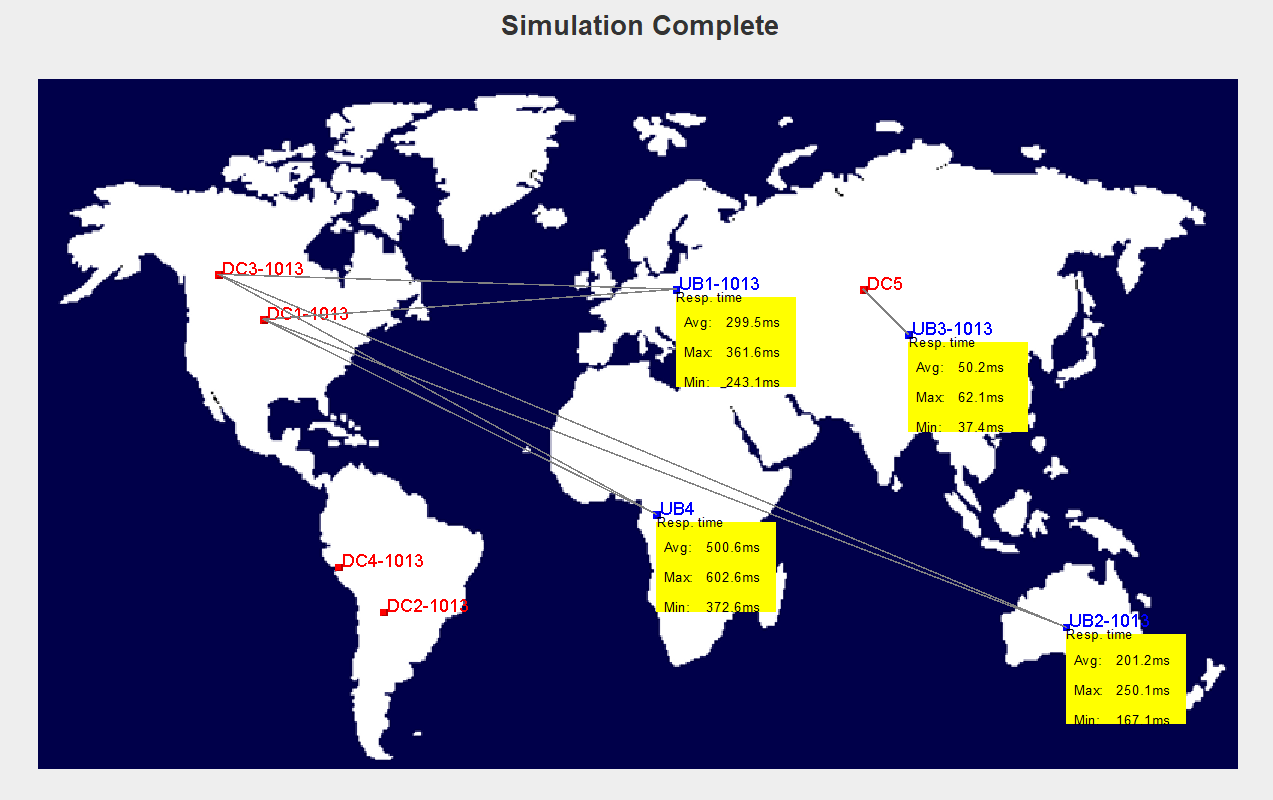 Simulation Complete
DC3-1013
DC1-1013
UB1-1013
Resp. time
Avg: 299.5ms
Max: 361.6ms
Min: 243.1ms
DC5
UB3-1013
Resp. time
Avg: 50.2ms
Max: 62.1ms
Min: 37.4ms
UB4
Resp. time
Avg: 500.6ms
Max: 602.6ms
Min: 372.6ms
DC4-1013
DC2-1013
UB2-1013
Resp. time
Avg: 201.2ms
Max: 250.1ms
Min: 167.1ms